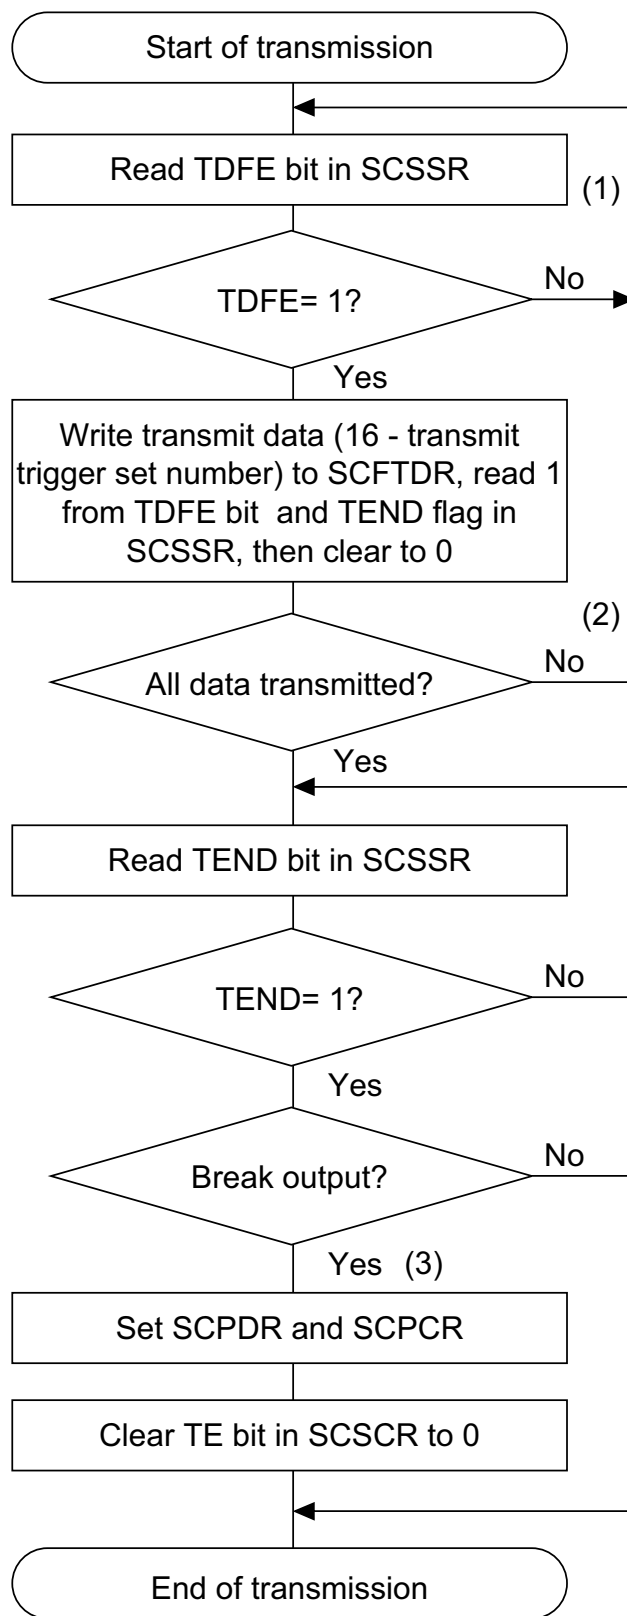 Start of transmission
Read TDFE bit in SCSSR
(1)
TDFE= 1?
No
Yes
Write transmit data (16 - transmit
trigger set number) to SCFTDR, read 1
from TDFE bit  and TEND flag in
SCSSR, then clear to 0
(2)
All data transmitted?
No
Yes
Read TEND bit in SCSSR
TEND= 1?
No
Yes
Break output?
No
Yes (3)
Set SCPDR and SCPCR
Clear TE bit in SCSCR to 0
End of transmission